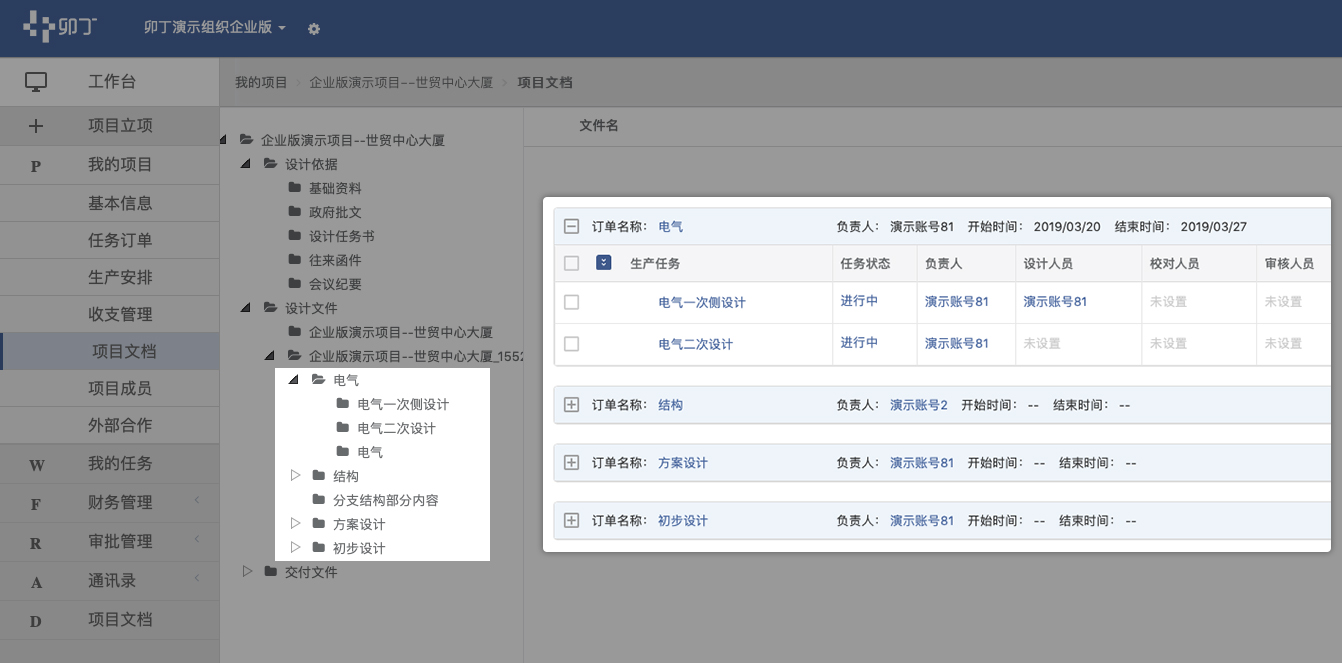 卯丁 卯丁演示组织企业版
工作台
项目立项
P 我的项目
基本信息
任务订单
生产安排
收支管理
项目文档
项目成员
外部合作
W 我的任务
F 财务管理
R 审批管理
A 通讯录
D 项目文档
我的项目 企业版演示项目--世贸中心大厦 项目文档
企业版演示项目--世贸中心大厦
设计依据
基础资料
政府批文
设计任务书
往来函件
会议纪要
设计文件
企业版演示项目--世贸中心大厦
企业版演示项目--世贸中心大厦_1552
电气
电气一次侧设计
电气二次设计
电气
结构
分支结构部分内容
方案设计
初步设计
交付文件
文件名
订单名称： 电气 负责人： 演示账号81 开始时间： 2019/03/20 结束时间： 2019/03/27
生产任务 任务状态 负责人 设计人员 校对人员 审核人员
电气一次侧设计 进行中 演示账号81 演示账号81 未设置 未设置
电气二次设计 进行中 演示账号81 未设置 未设置 未设置
订单名称： 结构 负责人： 演示账号2 开始时间： -- 结束时间： --
订单名称： 方案设计 负责人： 演示账号81 开始时间： -- 结束时间： --
订单名称： 初步设计 负责人： 演示账号81 开始时间： -- 结束时间： --